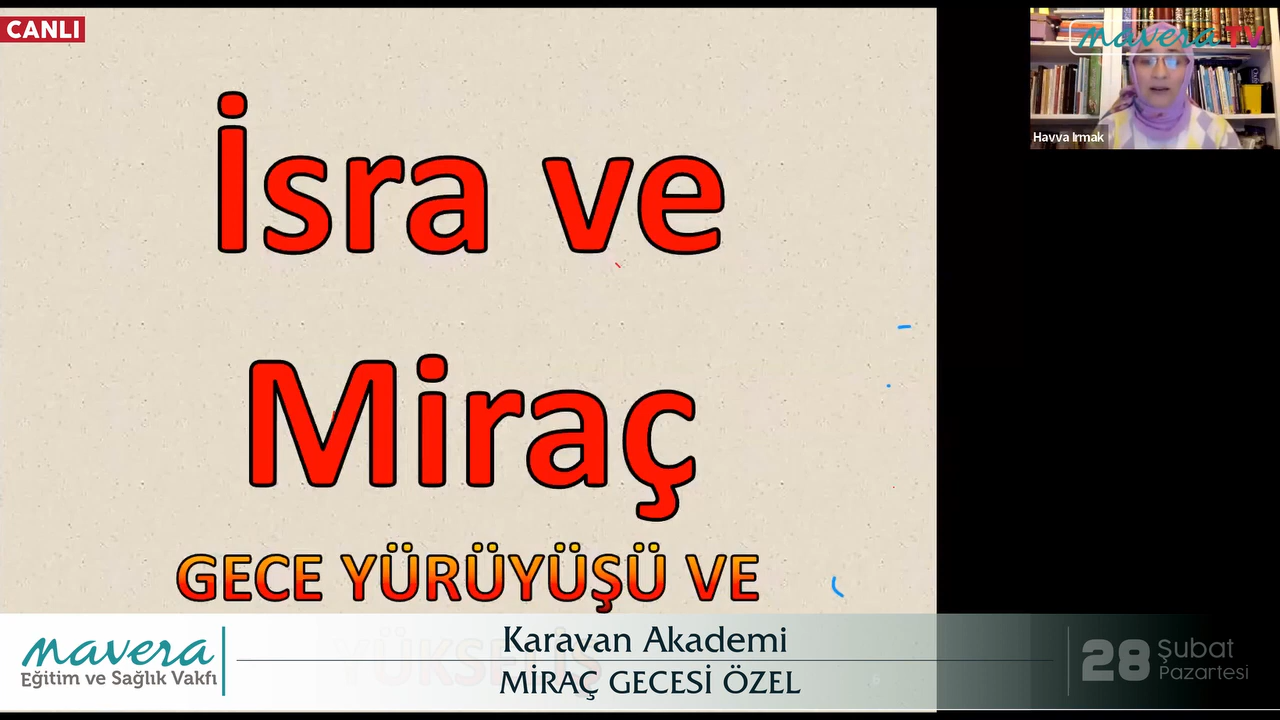 CANLI
mavera TV
Havva Irmak
İsra ve
Miraç
GECE YÜRÜYÜŞÜ VE
YÜKSELİŞ
mavera
Eğitim ve Sağlık Vakfı
Karavan Akademi
MİRAÇ GECESİ ÖZEL
28 Şubat
Pazartesi